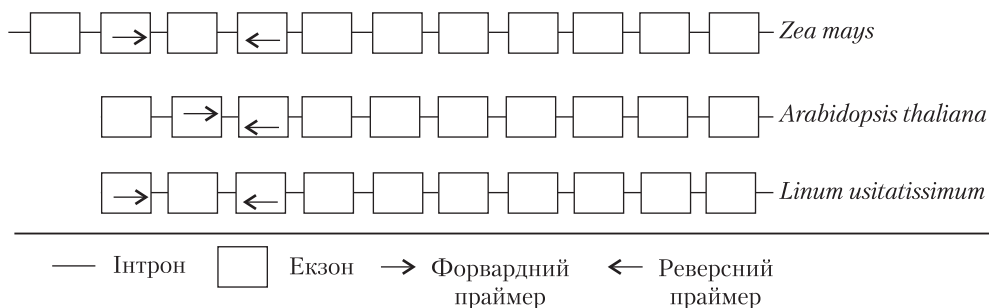 Zea mays
Arabidopsis thaliana
Linum usitatissimum
Інтрон Екзон Форвардний праймер Реверсний праймер